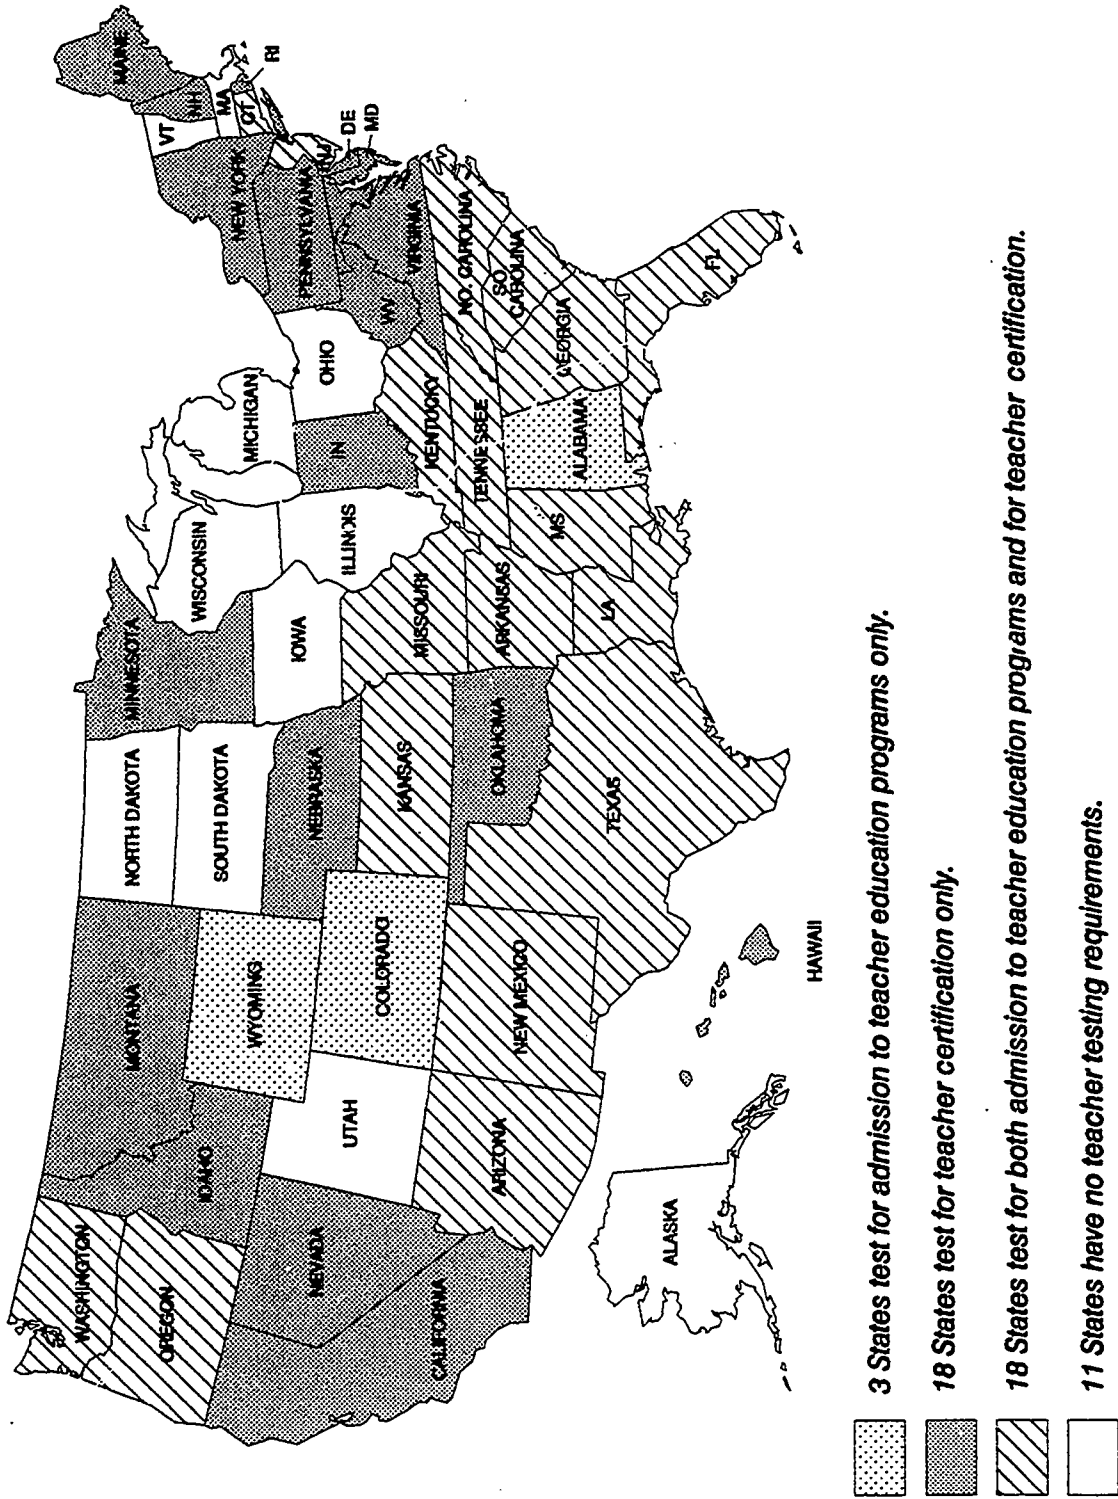 WASHINGTON
OREGON
CALIFORNIA
NEVADA
IDAHO
MONTANA
WYOMING
UTAH
COLORADO
ARIZONA
NEW MEXICO
NORTH DAKOTA
SOUTH DAKOTA
NEBRASKA
KANSAS
OKLAHOMA
TEXAS
MINNESOTA
IOWA
MISSOURI
ARKANSAS
LA
WISCONSIN
ILLINOIS
MICHIGAN
IN
OHIO
KENTUCKY
TENNESSEE
MS
ALABAMA
GEORGIA
FL
SO.
CAROLINA
NO. CAROLINA
VIRGINIA
WV
PENNSYLVANIA
NEW YORK
VT
NH
MAINE
MA
CT
RI
NJ
DE
MD
ALASKA
HAWAII
3 States test for admission to teacher education programs only.
18 States test for teacher certification only.
18 States test for both admission to teacher education programs and for teacher certification.
11 States have no teacher testing requirements.